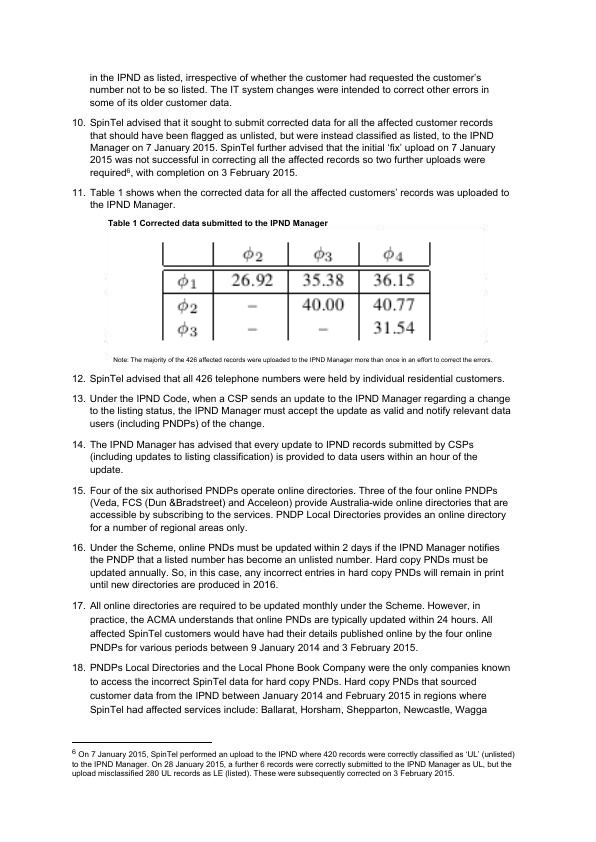 in the IPND as listed, irrespective of whether the customer had requested the customer's
number not to be so listed. The IT system changes were intended to correct other errors in
some of its older customer data.
10. SpinTel advised that it sought to submit corrected data for all the affected customer records
that should have been flagged as unlisted, but were instead classified as listed, to the IPND
Manager on 7 January 2015. SpinTel further advised that the initial 'fix' upload on 7 January
2015 was not successful in correcting all the affected records so two further uploads were
required⁶, with completion on 3 February 2015.
11. Table 1 shows when the corrected data for all the affected customers' records was uploaded to
the IPND Manager.
Table 1 Corrected data submitted to the IPND Manager
ϕ2 ϕ3 ϕ4
ϕ1 26.92 35.38 36.15
ϕ2 – 40.00 40.77
ϕ3 – – 31.54
Note: The majority of the 426 affected records were uploaded to the IPND Manager more than once in an effort to correct the errors.
12. SpinTel advised that all 426 telephone numbers were held by individual residential customers.
13. Under the IPND Code, when a CSP sends an update to the IPND Manager regarding a change
to the listing status, the IPND Manager must accept the update as valid and notify relevant data
users (including PNDPs) of the change.
14. The IPND Manager has advised that every update to IPND records submitted by CSPs
(including updates to listing classification) is provided to data users within an hour of the
update.
15. Four of the six authorised PNDPs operate online directories. Three of the four online PNDPs
(Veda, FCS (Dun &Bradstreet) and Acceleon) provide Australia-wide online directories that are
accessible by subscribing to the services. PNDP Local Directories provides an online directory
for a number of regional areas only.
16. Under the Scheme, online PNDs must be updated within 2 days if the IPND Manager notifies
the PNDP that a listed number has become an unlisted number. Hard copy PNDs must be
updated annually. So, in this case, any incorrect entries in hard copy PNDs will remain in print
until new directories are produced in 2016.
17. All online directories are required to be updated monthly under the Scheme. However, in
practice, the ACMA understands that online PNDs are typically updated within 24 hours. All
affected SpinTel customers would have had their details published online by the four online
PNDPs for various periods between 9 January 2014 and 3 February 2015.
18. PNDPs Local Directories and the Local Phone Book Company were the only companies known
to access the incorrect SpinTel data for hard copy PNDs. Hard copy PNDs that sourced
customer data from the IPND between January 2014 and February 2015 in regions where
SpinTel had affected services include: Ballarat, Horsham, Shepparton, Newcastle, Wagga
⁶ On 7 January 2015, SpinTel performed an upload to the IPND where 420 records were correctly classified as 'UL' (unlisted)
to the IPND Manager. On 28 January 2015, a further 6 records were correctly submitted to the IPND Manager as UL, but the
upload misclassified 280 UL records as LE (listed). These were subsequently corrected on 3 February 2015.